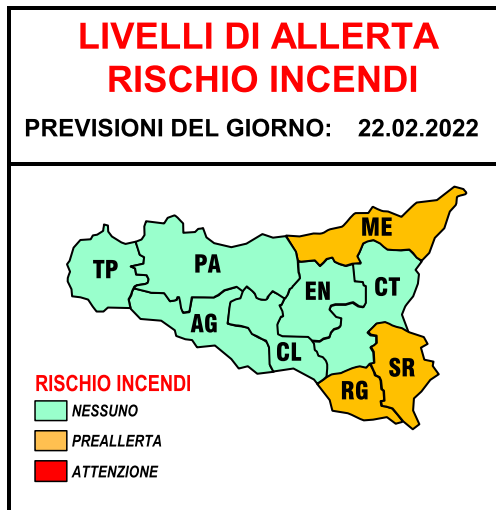 LIVELLI DI ALLERTA
RISCHIO INCENDI
PREVISIONI DEL GIORNO: 22.02.2022
ME
TP
PA
EN
CT
AG
CL
SR
RG
RISCHIO INCENDI
NESSUNO
PREALLERTA
ATTENZIONE